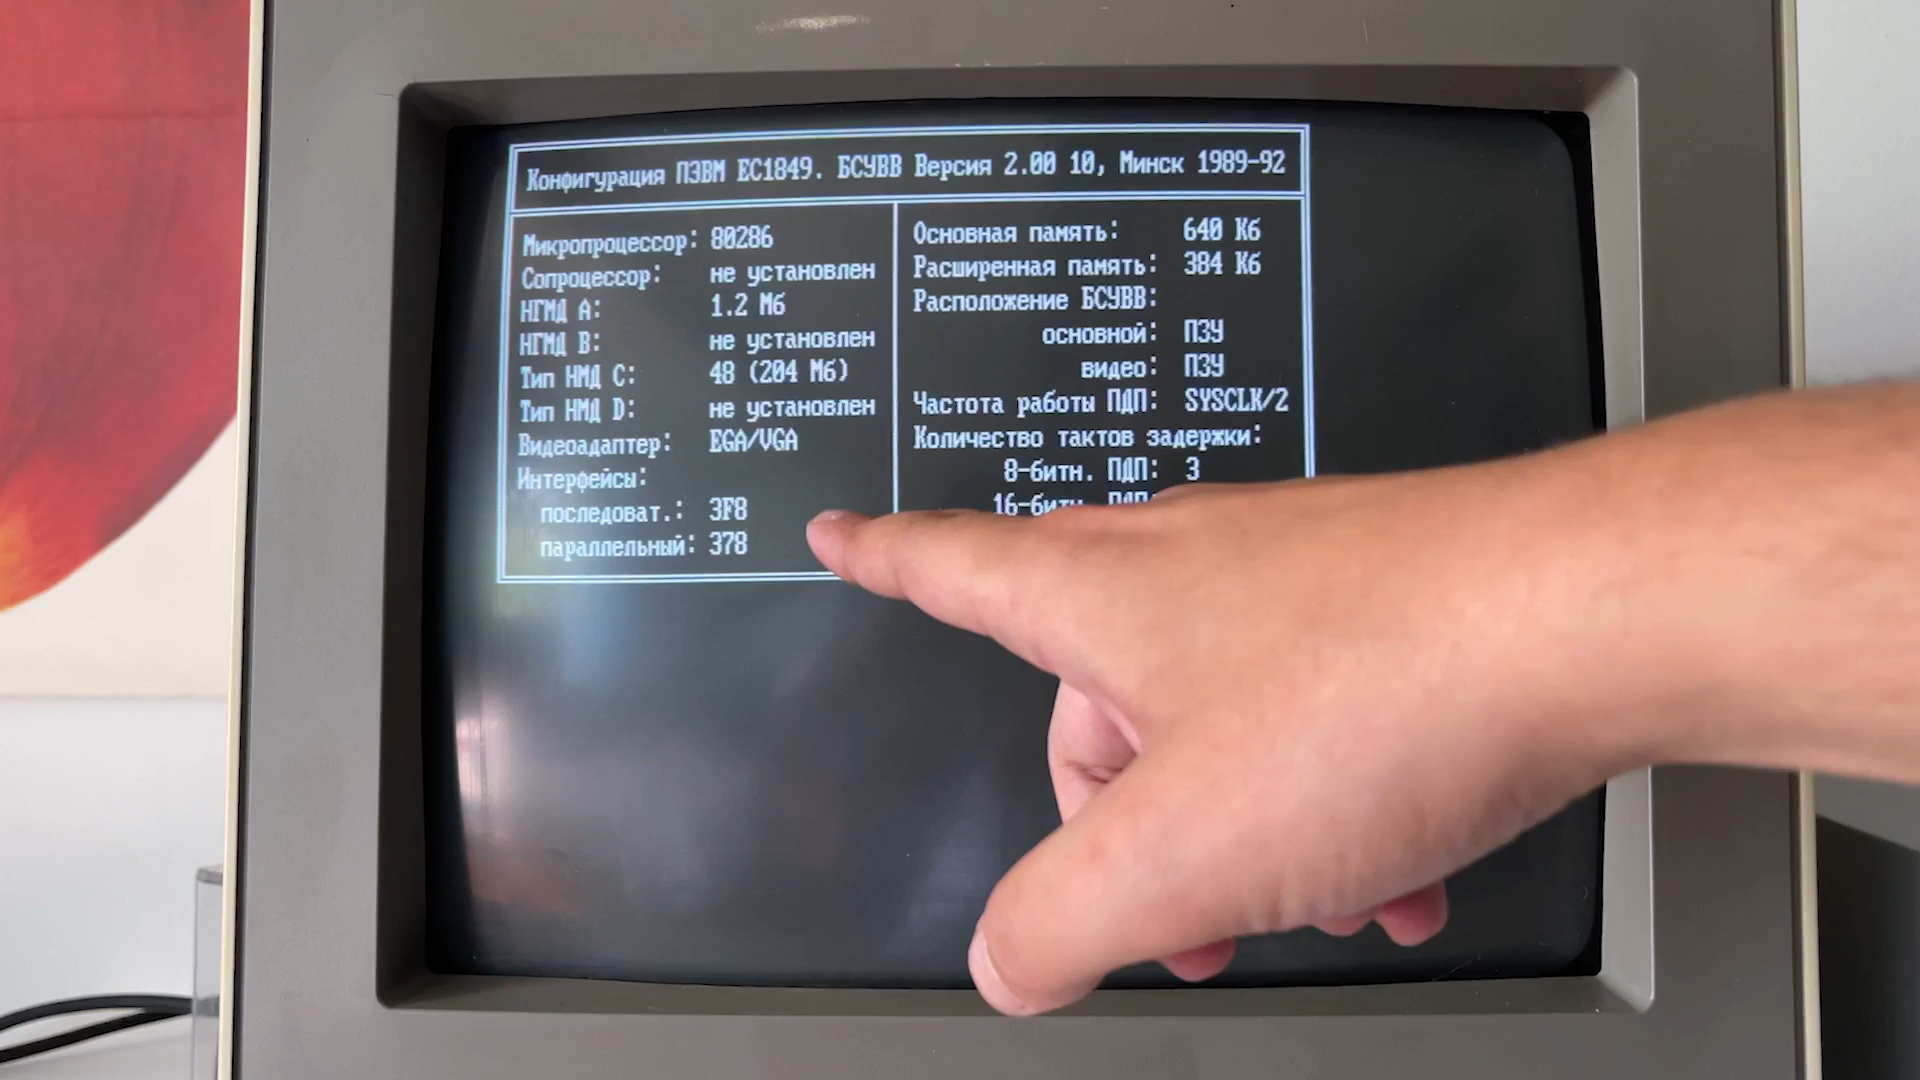 Конфигурация ПЭВМ ЕС1849. БСУВВ Версия 2.00 10, Минск 1989-92
Микропроцессор: 80286
Сопроцессор: не установлен
НГМД A: 1.2 Мб
НГМД B: не установлен
Тип НМД C: 48 (204 Мб)
Тип НМД D: не установлен
Видеоадаптер: EGA/VGA
Интерфейсы:
последоват.: 3F8
параллельный: 378
Основная память: 640 Кб
Расширенная память: 384 Кб
Расположение БСУВВ:
основной: ПЗУ
видео: ПЗУ
Частота работы ПДП: SYSCLK/2
Количество тактов задержки:
8-битн. ПДП: 3
16-битн. ПДП: